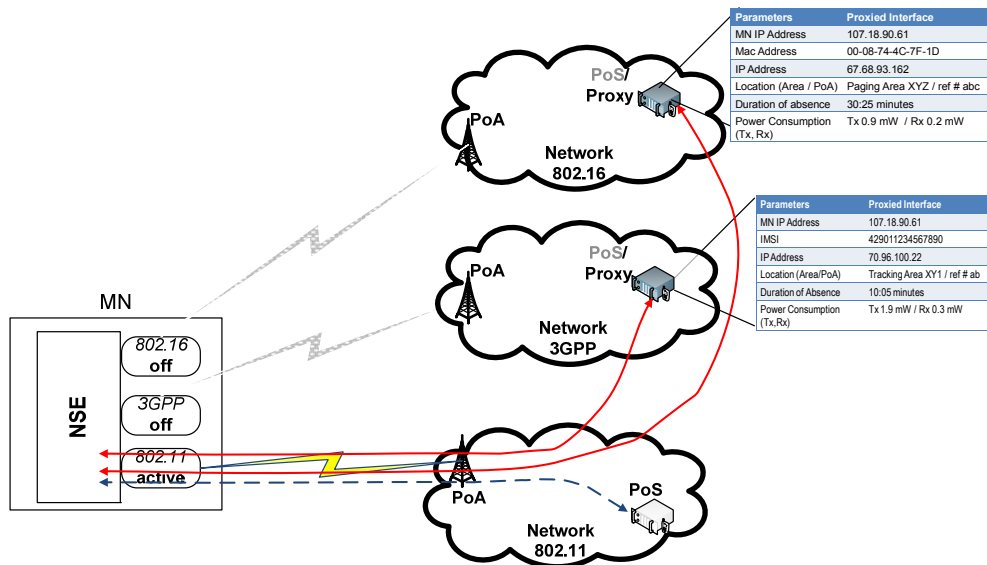 Parameters Proxied Interface
MN IP Address 107.18.90.61
Mac Address 00-08-74-4C-7F-1D
IP Address 67.68.93.162
Location (Area / PoA) Paging Area XYZ / ref # abc
Duration of absence 30:25 minutes
Power Consumption (Tx, Rx) Tx 0.9 mW / Rx 0.2 mW
PoS/
Proxy
PoA
Network
802.16
Parameters Proxied Interface
MN IP Address 107.18.90.61
IMSI 429011234567890
IP Address 70.96.100.22
Location (Area/PoA) Tracking Area XY1 / ref # ab
Duration of Absence 10:05 minutes
Power Consumption (Tx,Rx) Tx 1.9 mW / Rx 0.3 mW
PoS/
Proxy
PoA
Network
3GPP
MN
NSE
802.16
off
3GPP
off
802.11
active
PoA
PoS
Network
802.11